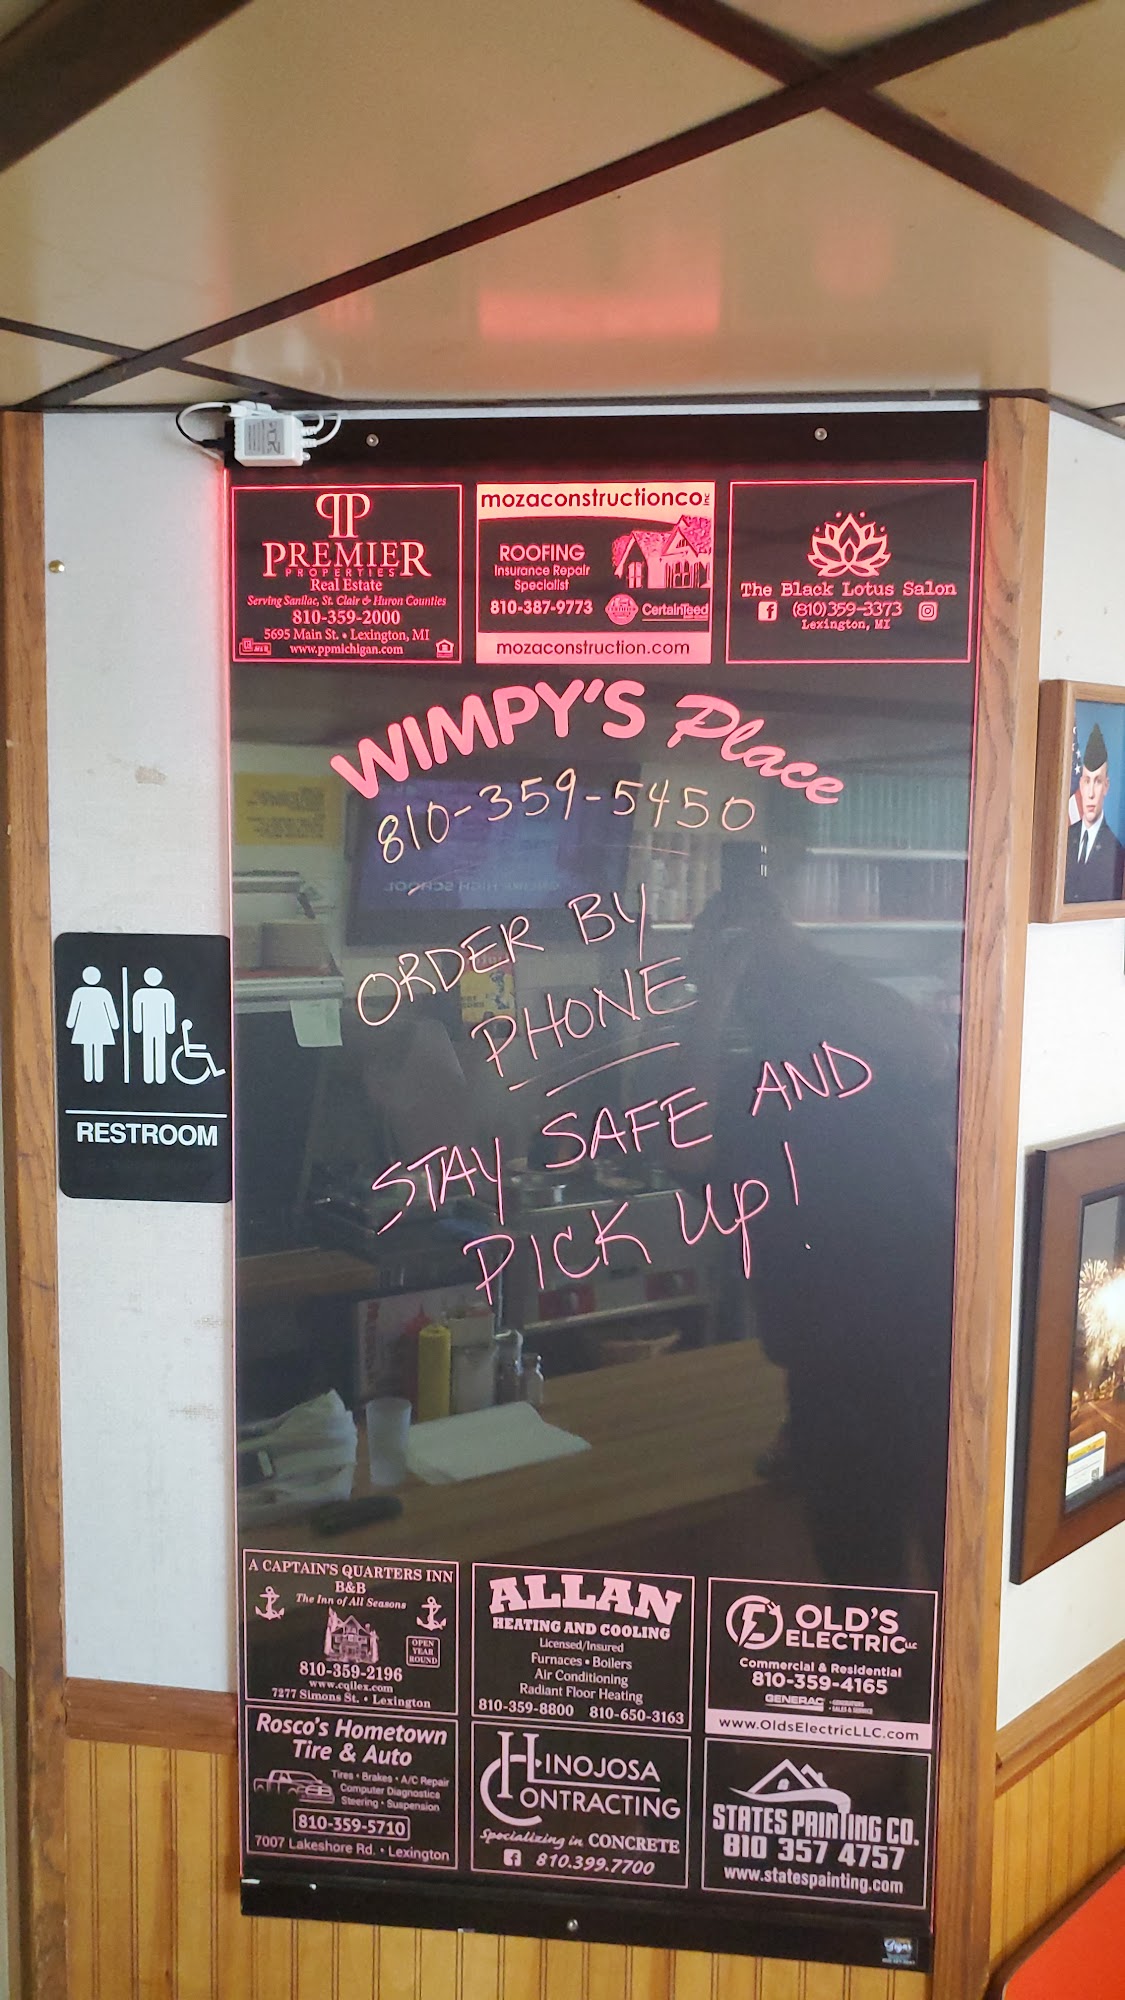 PP
PREMIER
PROPERTIES
Real Estate
Serving Sanilac, St. Clair & Huron Counties
810-359-2000
5695 Main St. • Lexington, MI
www.ppmichigan.com
mozaconstructionco INC
ROOFING
Insurance Repair
Specialist
810-387-9773
CertainTeed
mozaconstruction.com
The Black Lotus Salon
(810)359-3373
Lexington, MI
WIMPY'S Place
810-359-5450
ORDER BY
PHONE
STAY SAFE AND
PICK Up!
RESTROOM
A CAPTAIN'S QUARTERS INN
B&B
The Inn of All Seasons
OPEN
YEAR
ROUND
810-359-2196
www.cqilex.com
7277 Simons St. • Lexington
ALLAN
HEATING AND COOLING
Licensed/Insured
Furnaces • Boilers
Air Conditioning
Radiant Floor Heating
810-359-8800 810-650-3163
OLD'S
ELECTRIC LLC
Commercial & Residential
810-359-4165
GENERAC
www.OldsElectricLLC.com
Rosco's Hometown
Tire & Auto
Tires • Brakes • A/C Repair
Computer Diagnostics
Steering • Suspension
810-359-5710
7007 Lakeshore Rd. • Lexington
HINOJOSA
CONTRACTING
Specializing in CONCRETE
810.399.7700
STATES PAINTING CO.
810 357 4757
www.statespainting.com